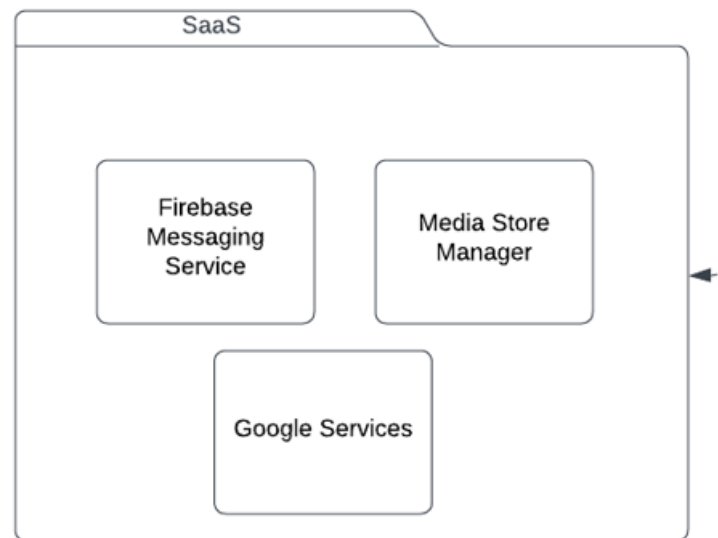 SaaS
Firebase
Messaging
Service
Media Store
Manager
Google Services